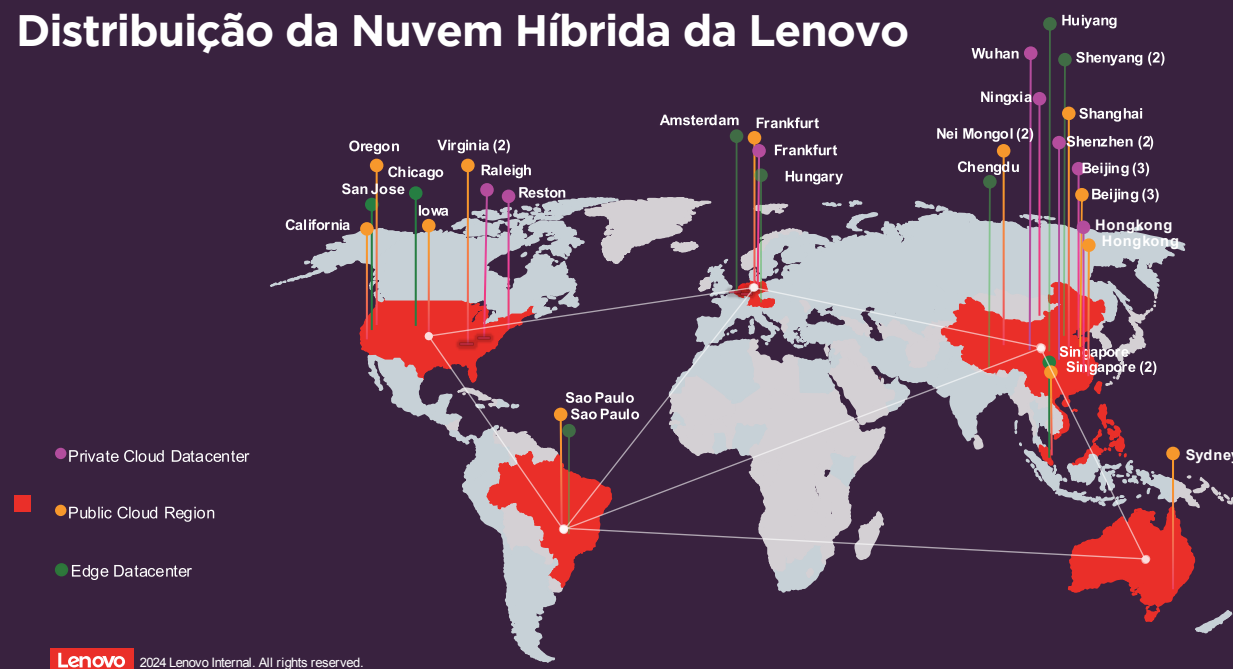 Distribuição da Nuvem Híbrida da Lenovo
Huiyang
Wuhan
Shenyang (2)
Ningxia
Shanghai
Amsterdam
Frankfurt
Nei Mongol (2)
Shenzhen (2)
Oregon
Virginia (2)
Frankfurt
Chengdu
Beijing (3)
Chicago
Raleigh
Hungary
San Jose
Reston
Beijing (3)
Iowa
California
Hongkong
Hongkong
Singapore
Singapore (2)
Sao Paulo
Sao Paulo
Private Cloud Datacenter
Sydney
Public Cloud Region
Edge Datacenter
Lenovo 2024 Lenovo Internal. All rights reserved.